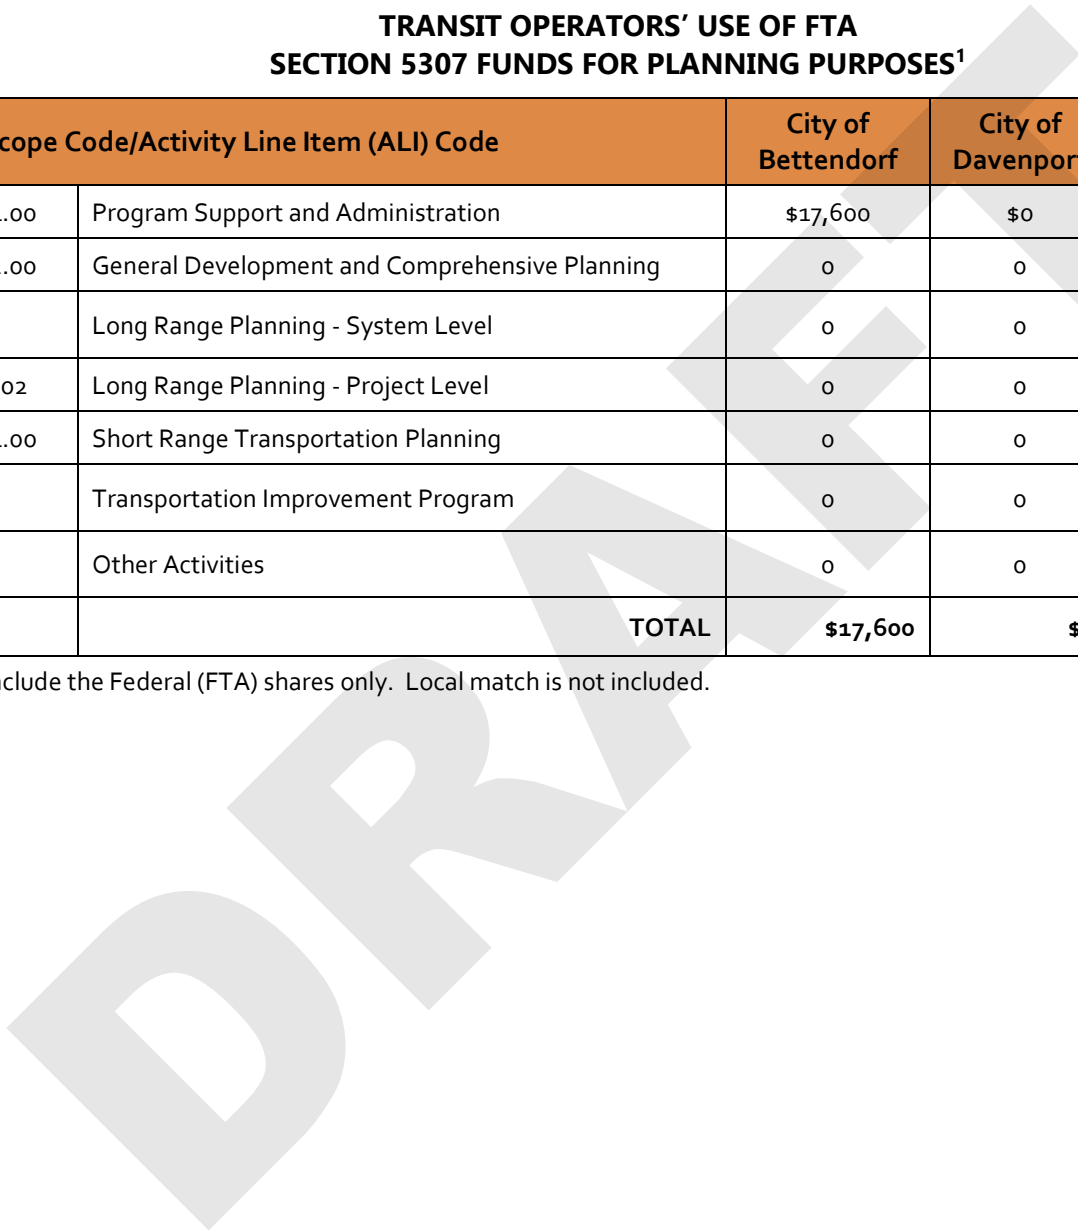 TRANSIT OPERATORS’ USE OF FTA
SECTION 5307 FUNDS FOR PLANNING PURPOSES¹
cope Code/Activity Line Item (ALI) Code City of Bettendorf City of Davenpor
.00 Program Support and Administration $17,600 $0
.00 General Development and Comprehensive Planning 0 0
Long Range Planning - System Level 0 0
02 Long Range Planning - Project Level 0 0
.00 Short Range Transportation Planning 0 0
Transportation Improvement Program 0 0
Other Activities 0 0
TOTAL $17,600 $
clude the Federal (FTA) shares only. Local match is not included.
DRAFT